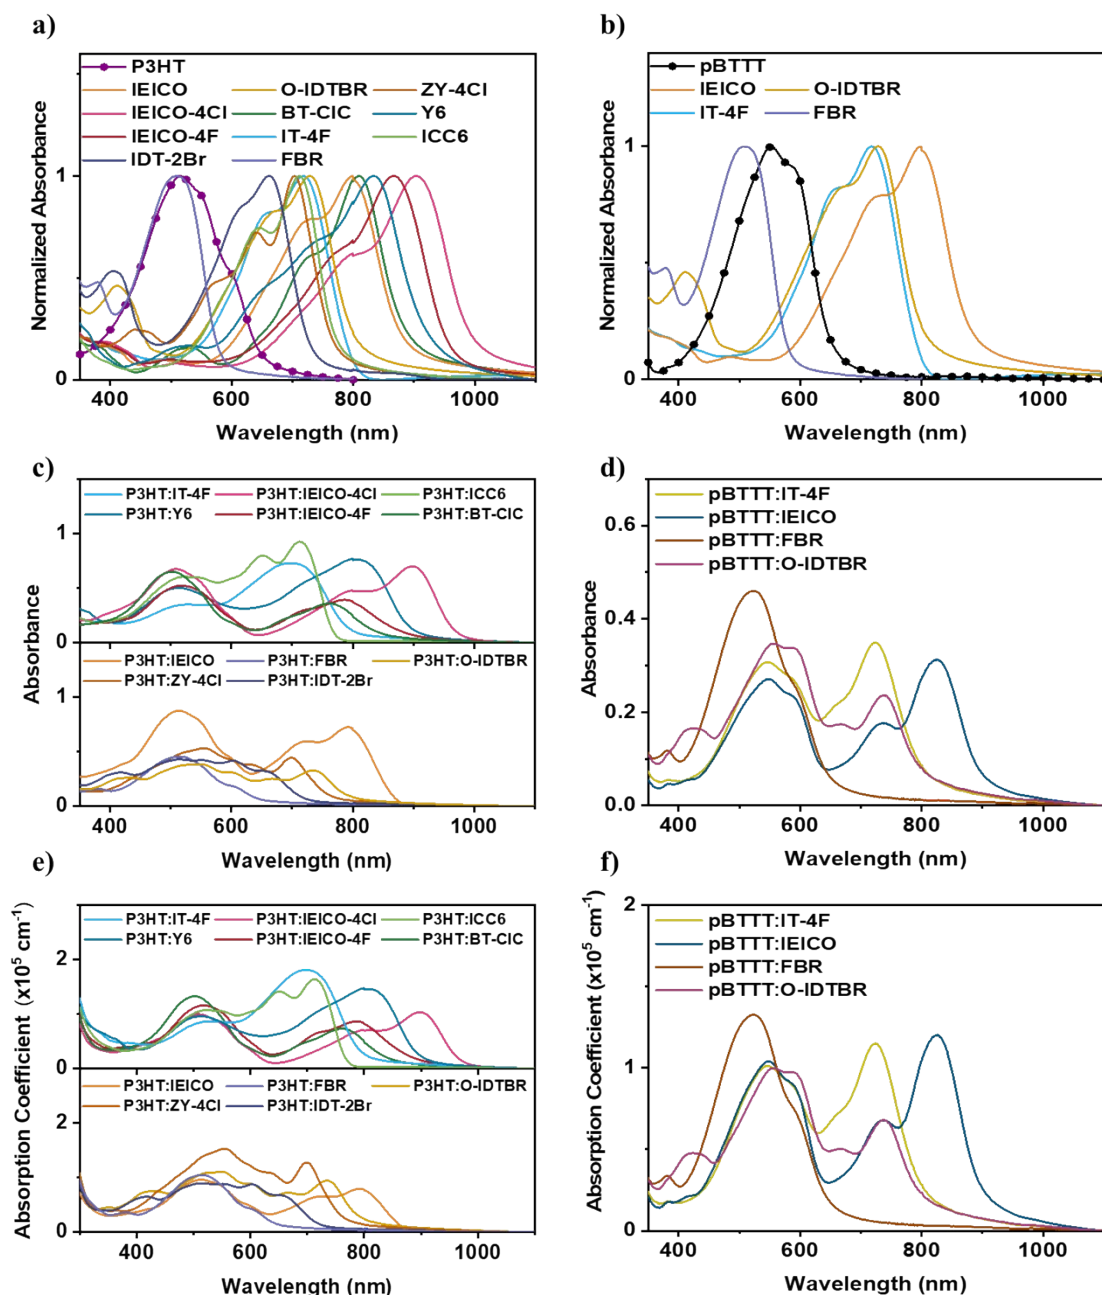 a)
P3HT
IEICO O-IDTBR ZY-4Cl
IEICO-4Cl BT-CIC Y6
IEICO-4F IT-4F ICC6
IDT-2Br FBR
Normalized Absorbance
1
0
400 600 800 1000
Wavelength (nm)
b)
pBTTT
IEICO O-IDTBR
IT-4F FBR
Normalized Absorbance
1
0
400 600 800 1000
Wavelength (nm)
c)
P3HT:IT-4F P3HT:IEICO-4Cl P3HT:ICC6
P3HT:Y6 P3HT:IEICO-4F P3HT:BT-CIC
1
0
P3HT:IEICO P3HT:FBR P3HT:O-IDTBR
P3HT:ZY-4Cl P3HT:IDT-2Br
1
0
Absorbance
400 600 800 1000
Wavelength (nm)
d)
pBTTT:IT-4F
pBTTT:IEICO
pBTTT:FBR
pBTTT:O-IDTBR
Absorbance
0.6
0.4
0.2
0.0
400 600 800 1000
Wavelength (nm)
e)
P3HT:IT-4F P3HT:IEICO-4Cl P3HT:ICC6
P3HT:Y6 P3HT:IEICO-4F P3HT:BT-CIC
2
0
P3HT:IEICO P3HT:FBR P3HT:O-IDTBR
P3HT:ZY-4Cl P3HT:IDT-2Br
2
0
Absorption Coefficient (x10⁵ cm⁻¹)
400 600 800 1000
Wavelength (nm)
f)
pBTTT:IT-4F
pBTTT:IEICO
pBTTT:FBR
pBTTT:O-IDTBR
Absorption Coefficient (x10⁵ cm⁻¹)
2
1
0
400 600 800 1000
Wavelength (nm)